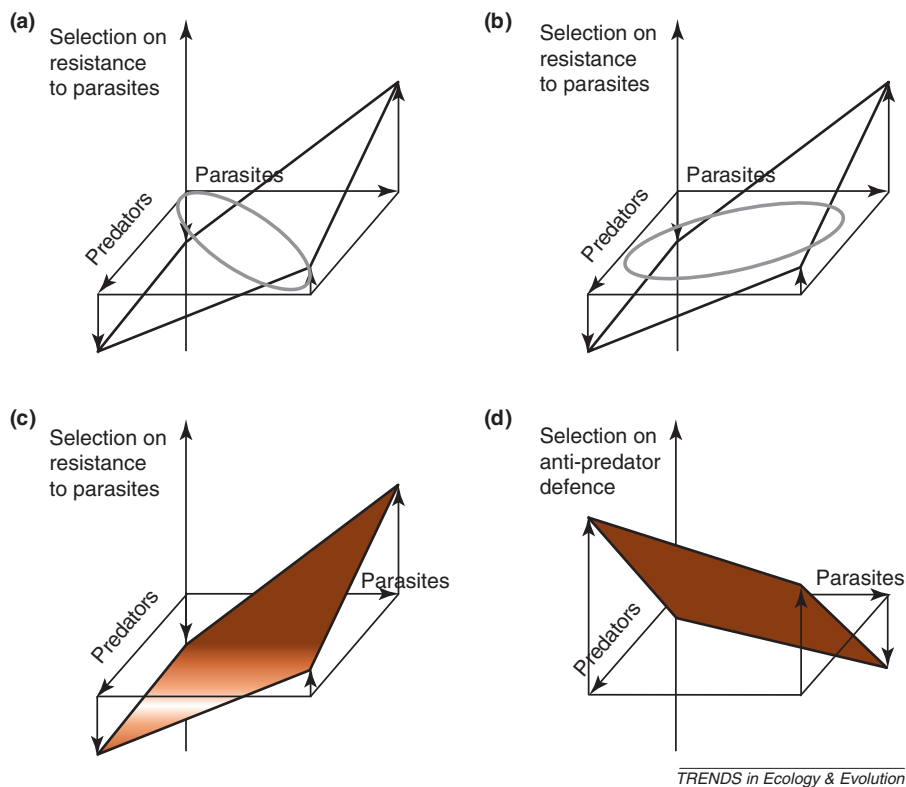 (a)
Selection on
resistance
to parasites
Parasites
Predators
(b)
Selection on
resistance
to parasites
Parasites
Predators
(c)
Selection on
resistance
to parasites
Parasites
Predators
(d)
Selection on
anti-predator
defence
Parasites
Predators
TRENDS in Ecology & Evolution